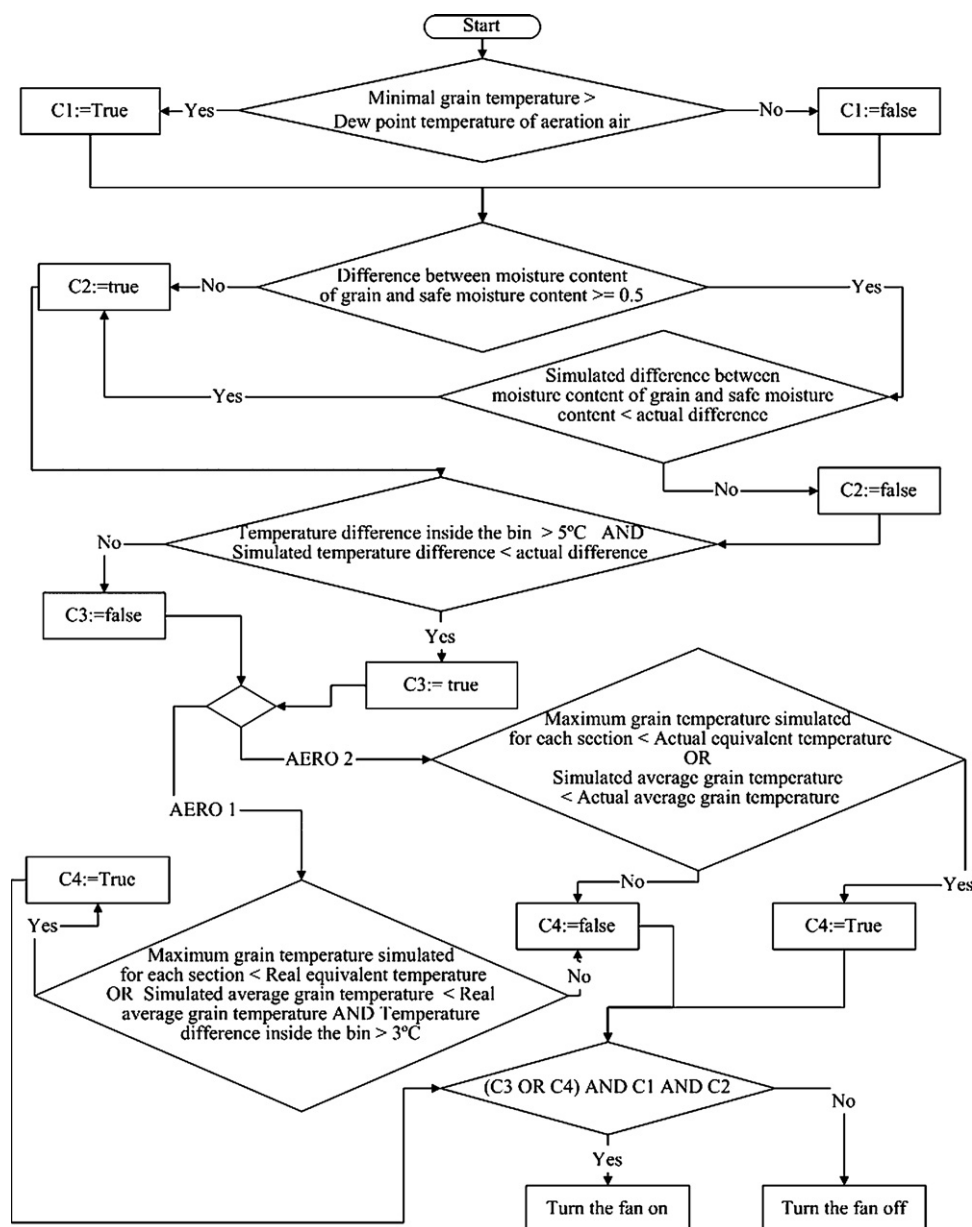 Start
Minimal grain temperature >
Dew point temperature of aeration air
Yes
No
C1:=True
C1:=false
Difference between moisture content
of grain and safe moisture content >= 0.5
No
Yes
C2:=true
Simulated difference between
moisture content of grain and safe moisture
content < actual difference
Yes
No
C2:=false
Temperature difference inside the bin > 5ºC AND
Simulated temperature difference < actual difference
No
C3:=false
Yes
C3:= true
Maximum grain temperature simulated
for each section < Actual equivalent temperature
OR
Simulated average grain temperature
< Actual average grain temperature
AERO 2
AERO 1
C4:=True
No
Yes
Yes
C4:=false
C4:=True
Maximum grain temperature simulated
for each section < Real equivalent temperature
OR Simulated average grain temperature < Real
average grain temperature AND Temperature
difference inside the bin > 3ºC
No
(C3 OR C4) AND C1 AND C2
No
Yes
Turn the fan on
Turn the fan off